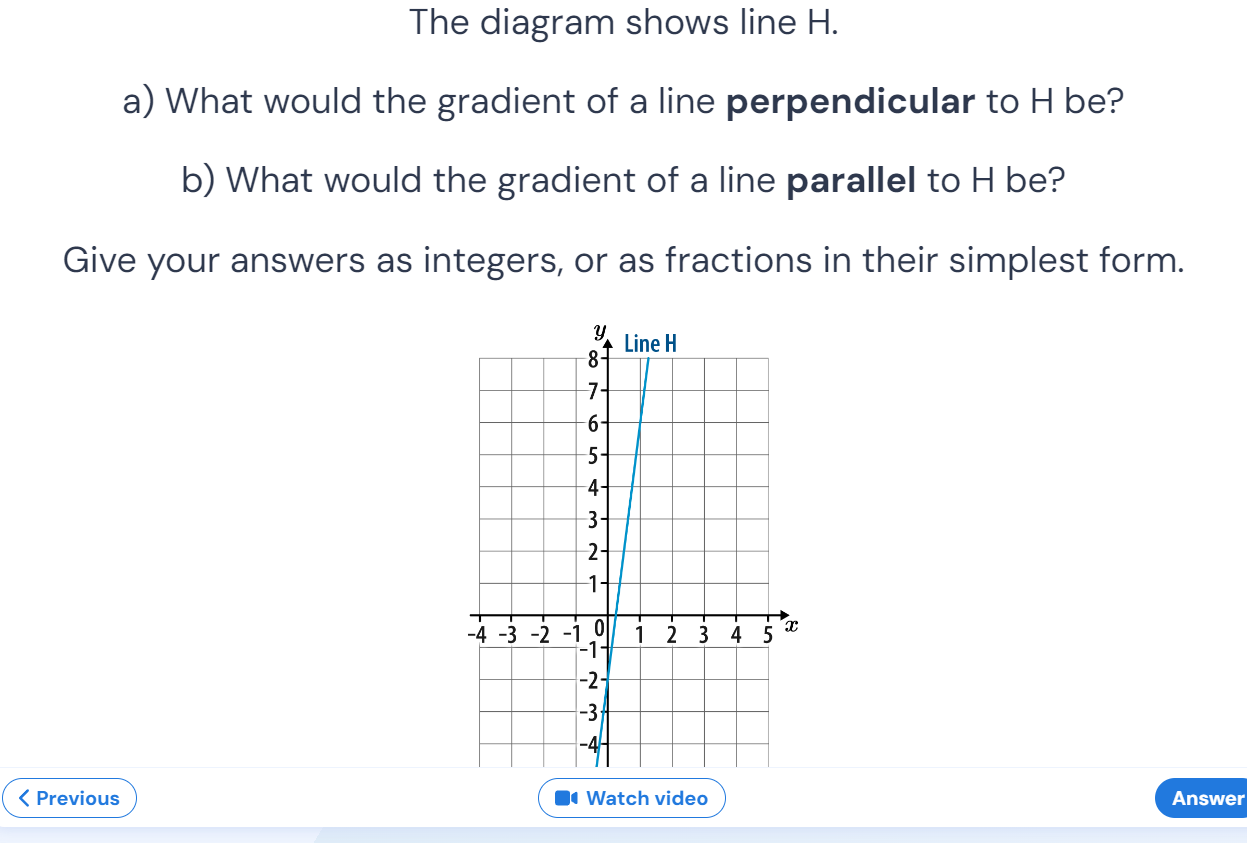 The diagram shows line H.
a) What would the gradient of a line perpendicular to H be?
b) What would the gradient of a line parallel to H be?
Give your answers as integers, or as fractions in their simplest form.
y
Line H
8
7
6
5
4
3
2
1
-4 -3 -2 -1 0 1 2 3 4 5 x
-1
-2
-3
-4
Previous
Watch video
Answer